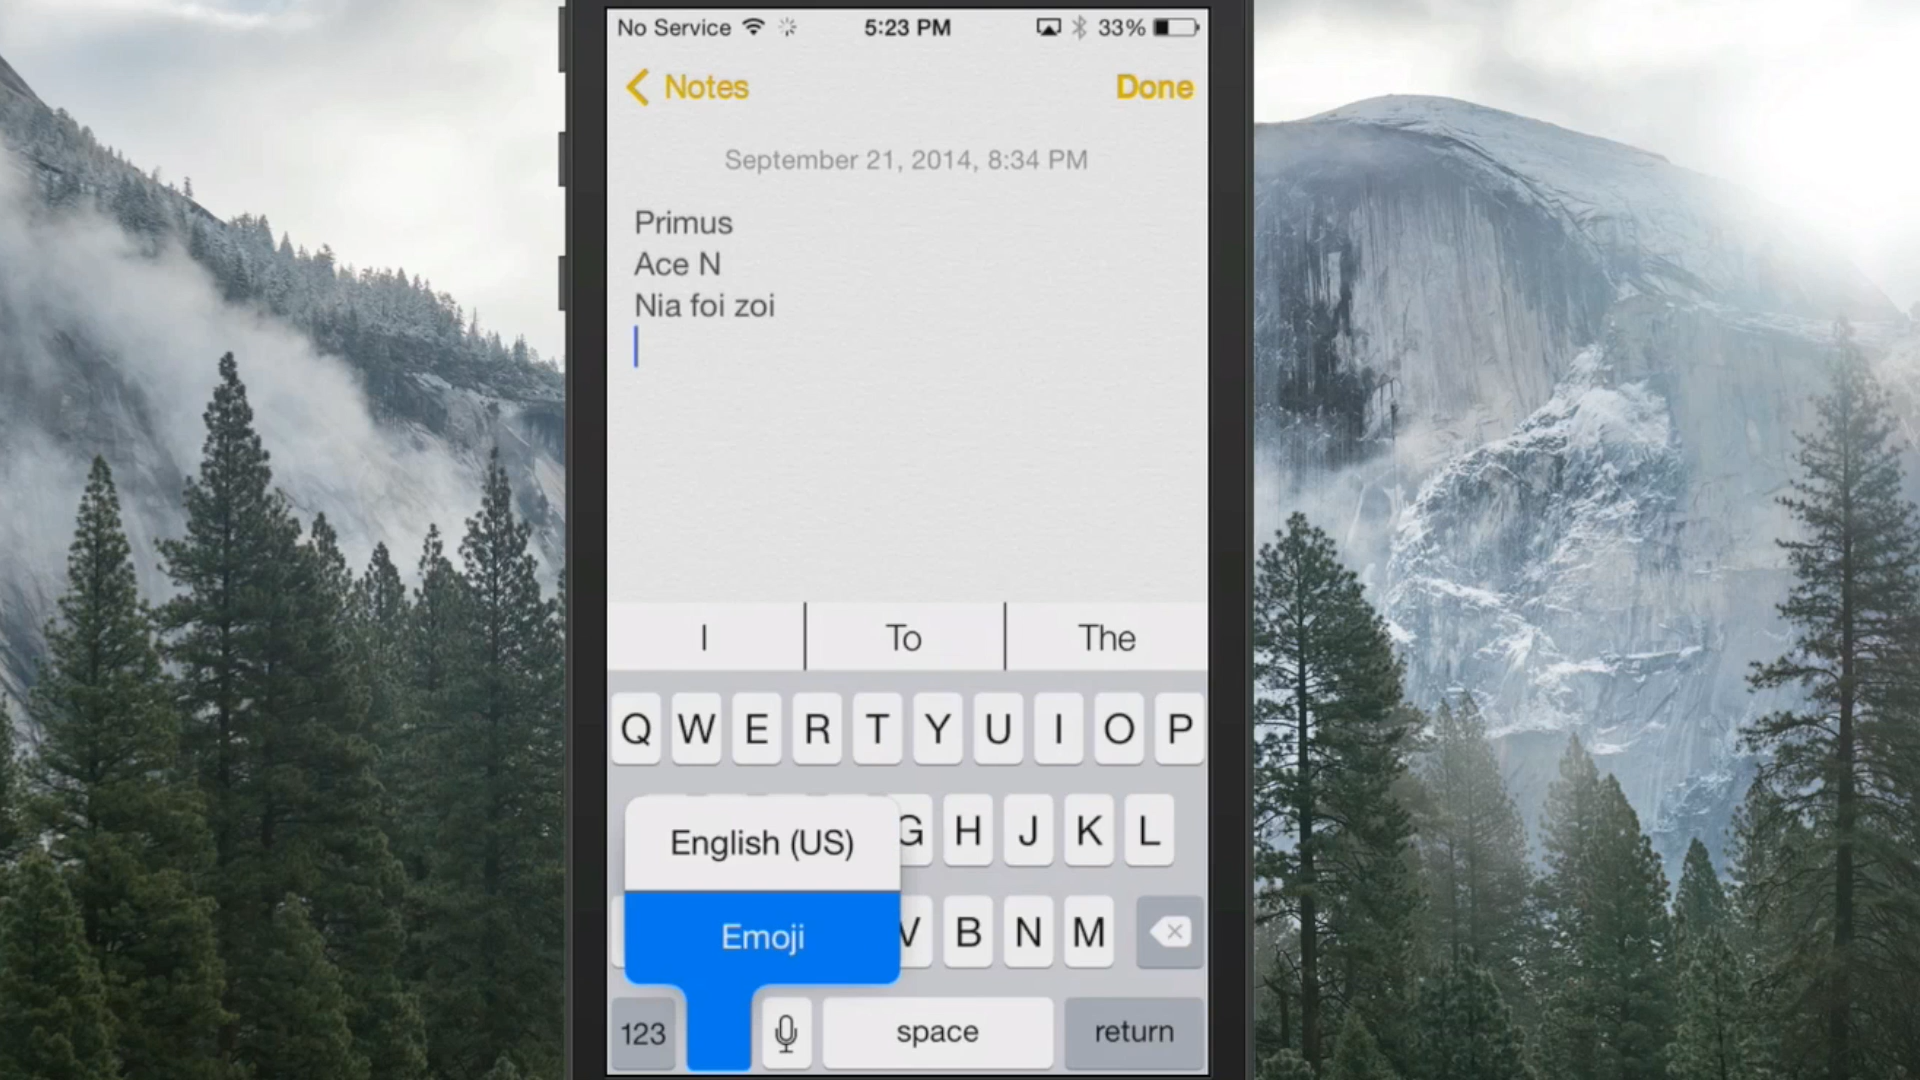 No Service 5:23 PM 33%
Notes Done
September 21, 2014, 8:34 PM
Primus
Ace N
Nia foi zoi
I To The
Q W E R T Y U I O P
G H J K L
English (US)
V B N M
Emoji
123 space return